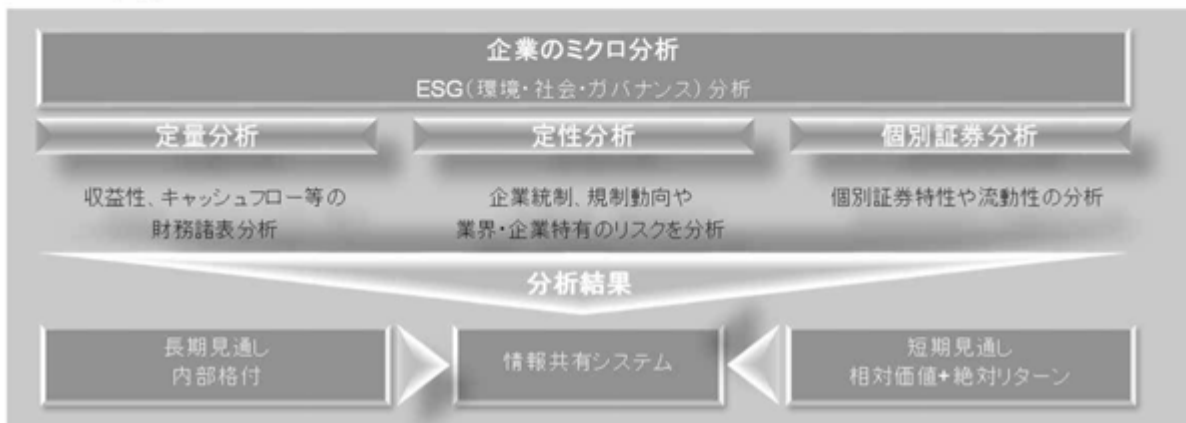 企業のミクロ分析
ESG(環境・社会・ガバナンス)分析
定量分析
収益性、キャッシュフロー等の
財務諸表分析
定性分析
企業統制、規制動向や
業界・企業特有のリスクを分析
個別証券分析
個別証券特性や流動性の分析
分析結果
長期見通し
内部格付
情報共有システム
短期見通し
相対価値+絶対リターン